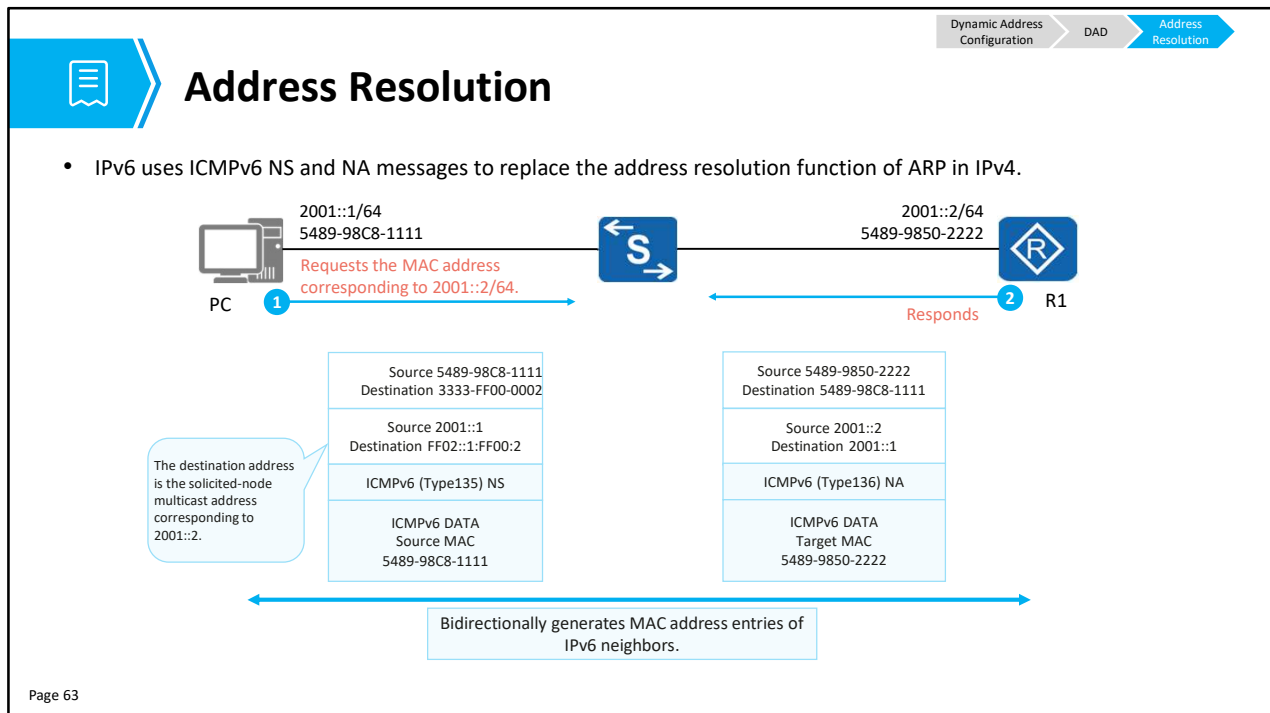 Dynamic Address
Configuration
DAD
Address
Resolution
Address Resolution
• IPv6 uses ICMPv6 NS and NA messages to replace the address resolution function of ARP in IPv4.
2001::1/64
5489-98C8-1111
2001::2/64
5489-9850-2222
S
R
Requests the MAC address
corresponding to 2001::2/64.
PC
1
2
R1
Responds
Source 5489-98C8-1111
Destination 3333-FF00-0002
Source 2001::1
Destination FF02::1:FF00:2
ICMPv6 (Type135) NS
ICMPv6 DATA
Source MAC
5489-98C8-1111
The destination address
is the solicited-node
multicast address
corresponding to
2001::2.
Source 5489-9850-2222
Destination 5489-98C8-1111
Source 2001::2
Destination 2001::1
ICMPv6 (Type136) NA
ICMPv6 DATA
Target MAC
5489-9850-2222
Bidirectionally generates MAC address entries of
IPv6 neighbors.
Page 63